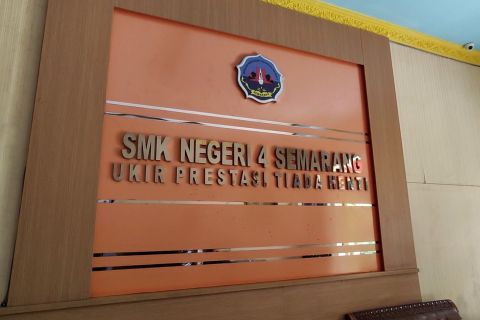 SMK NEGERI 4 SEMARANG
UKIR PRESTASI, TIADA HENTI